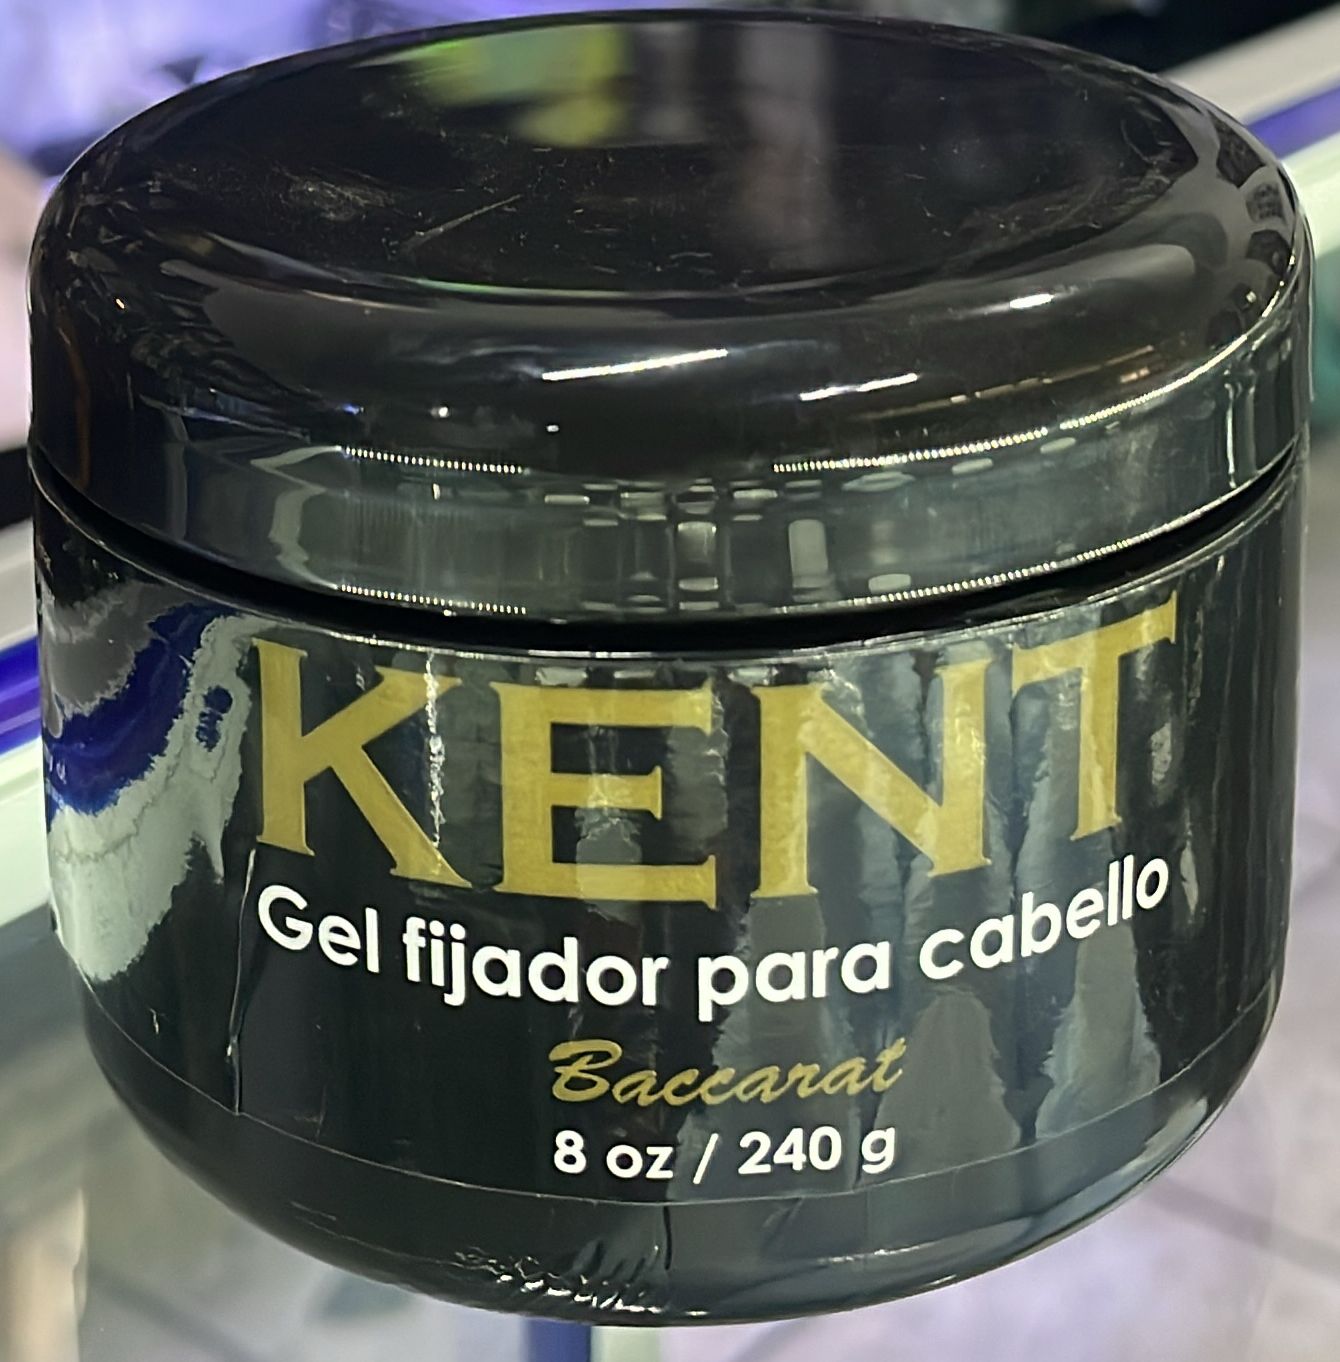 KENT
Gel fijador para cabello
Baccarat
8 oz / 240 g